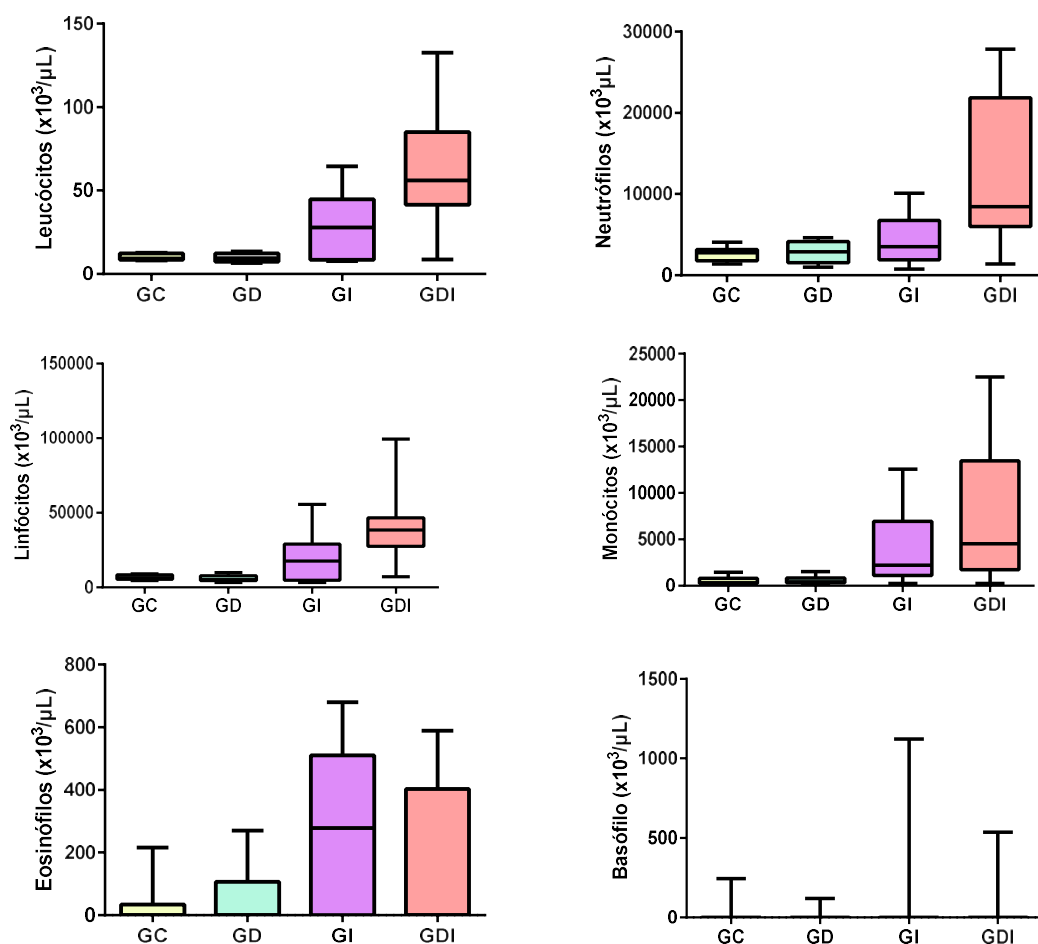 Leucócitos (x10³/µL)
150
100
50
0
GC GD GI GDI
Neutrófilos (x10³µL)
30000
20000
10000
0
GC GD GI GDI
Linfócitos (x10³/µL)
150000
100000
50000
0
GC GD GI GDI
Monócitos (x10³/µL)
25000
20000
15000
10000
5000
0
GC GD GI GDI
Eosinófilos (x10³/µL)
800
600
400
200
0
GC GD GI GDI
Basófilo (x10³/µL)
1500
1000
500
0
GC GD GI GDI